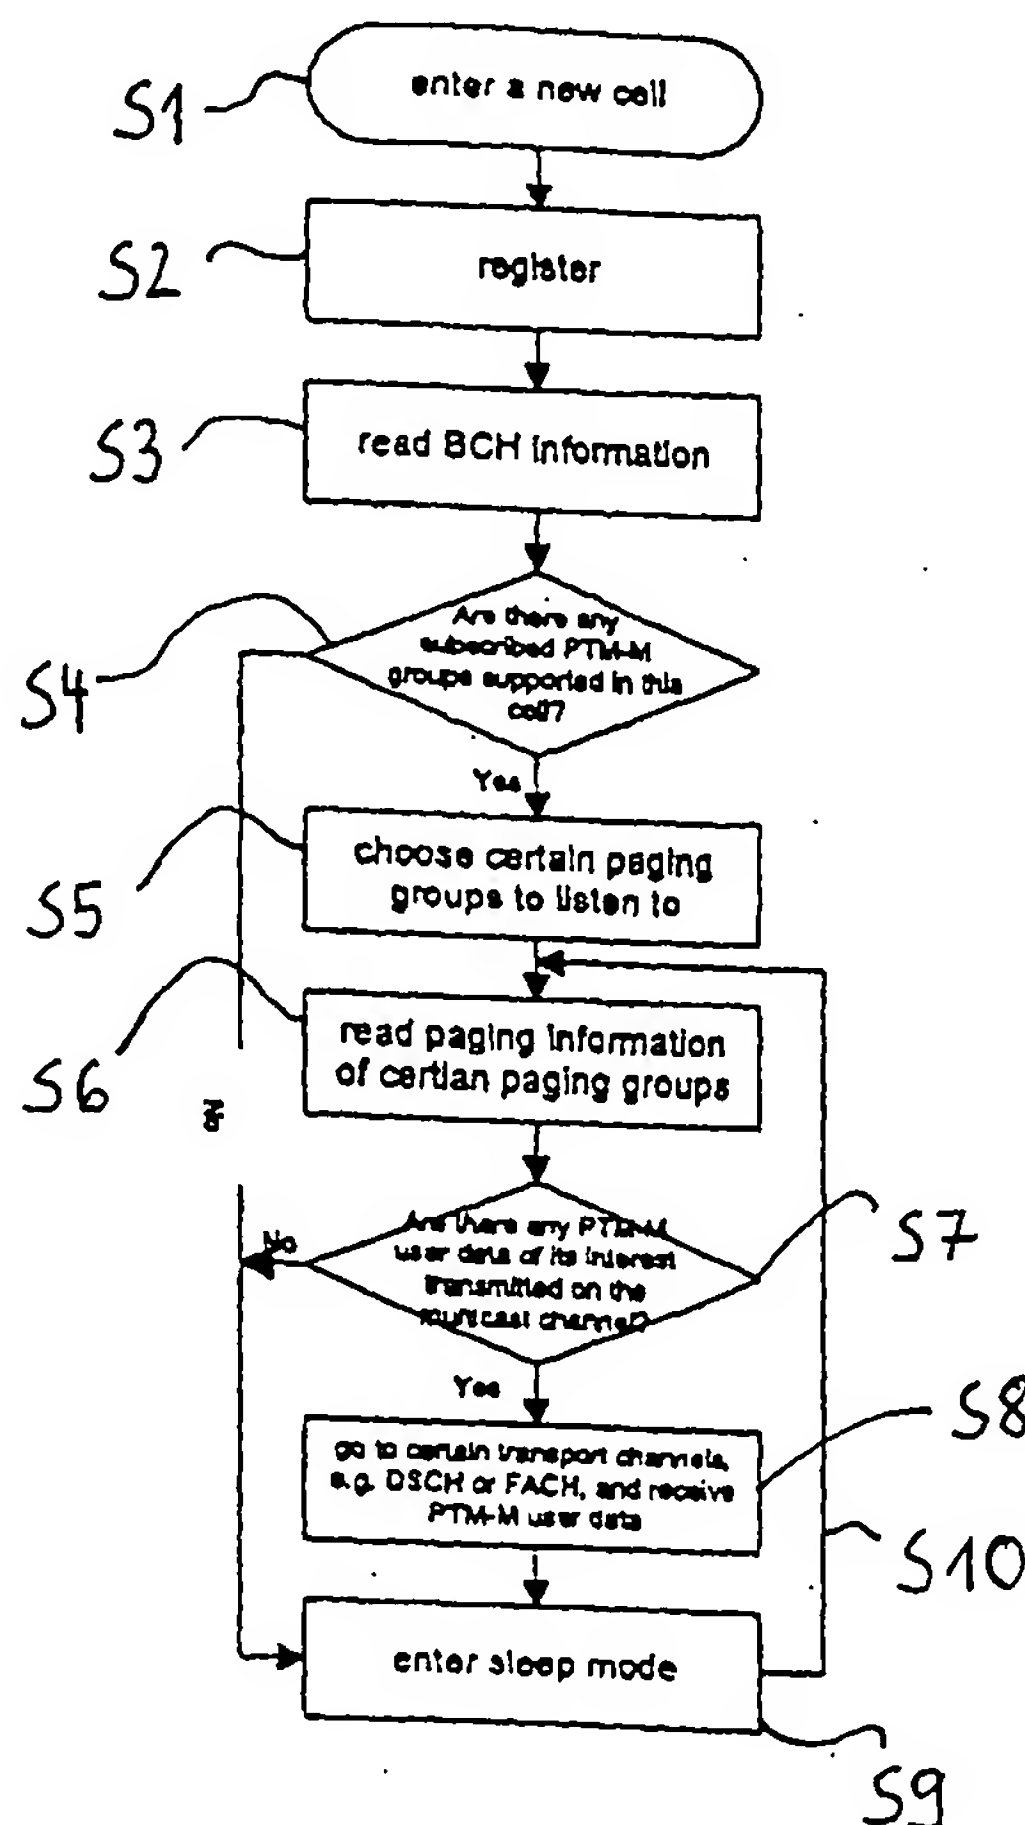 S1
enter a new cell
S2
register
S3
read BCH information
S4
Are there any
subscribed PTM-M
groups supported in this
cell?
Yes
S5
choose certain paging
groups to listen to
S6
read paging information
of certian paging groups
No
S7
Are there any PTM-M
user data of its interest
transmitted on the
multicast channel?
No
Yes
S8
go to certain transport channels,
e.g. DSCH or FACH, and receive
PTM-M user data
S10
enter sleep mode
S9